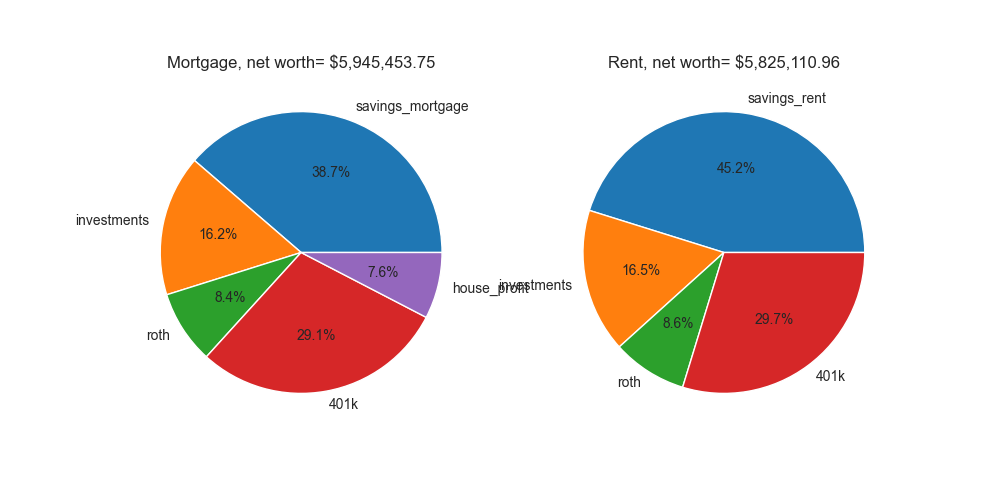 Mortgage, net worth= $5,945,453.75
savings_mortgage
38.7%
investments
16.2%
8.4%
roth
29.1%
401k
7.6%
house_profit
Rent, net worth= $5,825,110.96
savings_rent
45.2%
investments
16.5%
8.6%
roth
29.7%
401k